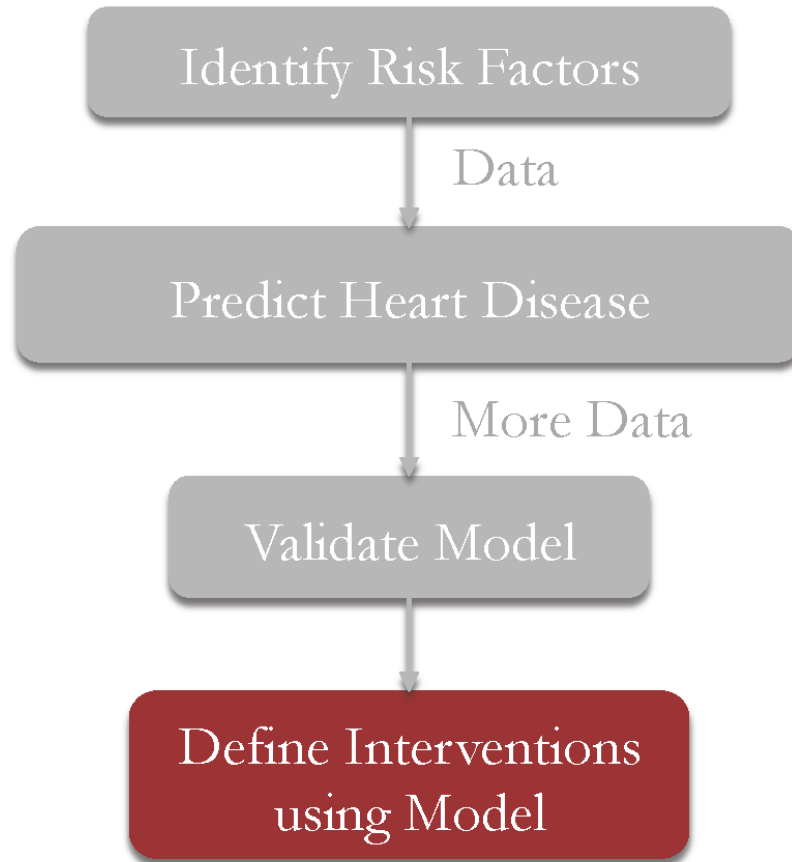 Identify Risk Factors
Data
Predict Heart Disease
More Data
Validate Model
Define Interventions
using Model